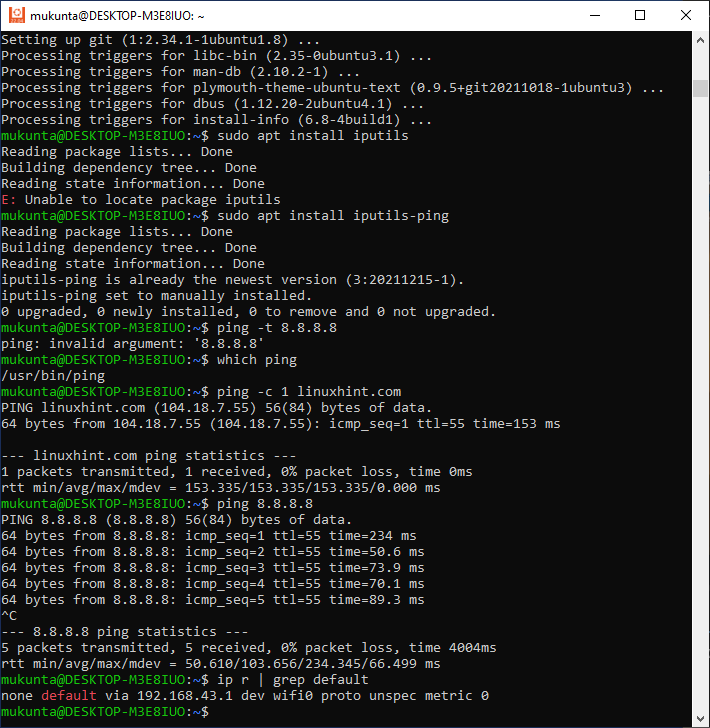 mukunta@DESKTOP-M3E8IUO: ~
Setting up git (1:2.34.1-1ubuntu1.8) ...
Processing triggers for libc-bin (2.35-0ubuntu3.1) ...
Processing triggers for man-db (2.10.2-1) ...
Processing triggers for plymouth-theme-ubuntu-text (0.9.5+git20211018-1ubuntu3) ...
Processing triggers for dbus (1.12.20-2ubuntu4.1) ...
Processing triggers for install-info (6.8-4build1) ...
mukunta@DESKTOP-M3E8IUO:~$ sudo apt install iputils
Reading package lists... Done
Building dependency tree... Done
Reading state information... Done
E: Unable to locate package iputils
mukunta@DESKTOP-M3E8IUO:~$ sudo apt install iputils-ping
Reading package lists... Done
Building dependency tree... Done
Reading state information... Done
iputils-ping is already the newest version (3:20211215-1).
iputils-ping set to manually installed.
0 upgraded, 0 newly installed, 0 to remove and 0 not upgraded.
mukunta@DESKTOP-M3E8IUO:~$ ping -t 8.8.8.8
ping: invalid argument: '8.8.8.8'
mukunta@DESKTOP-M3E8IUO:~$ which ping
/usr/bin/ping
mukunta@DESKTOP-M3E8IUO:~$ ping -c 1 linuxhint.com
PING linuxhint.com (104.18.7.55) 56(84) bytes of data.
64 bytes from 104.18.7.55 (104.18.7.55): icmp_seq=1 ttl=55 time=153 ms
--- linuxhint.com ping statistics ---
1 packets transmitted, 1 received, 0% packet loss, time 0ms
rtt min/avg/max/mdev = 153.335/153.335/153.335/0.000 ms
mukunta@DESKTOP-M3E8IUO:~$ ping 8.8.8.8
PING 8.8.8.8 (8.8.8.8) 56(84) bytes of data.
64 bytes from 8.8.8.8: icmp_seq=1 ttl=55 time=234 ms
64 bytes from 8.8.8.8: icmp_seq=2 ttl=55 time=50.6 ms
64 bytes from 8.8.8.8: icmp_seq=3 ttl=55 time=73.9 ms
64 bytes from 8.8.8.8: icmp_seq=4 ttl=55 time=70.1 ms
64 bytes from 8.8.8.8: icmp_seq=5 ttl=55 time=89.3 ms
^C
--- 8.8.8.8 ping statistics ---
5 packets transmitted, 5 received, 0% packet loss, time 4004ms
rtt min/avg/max/mdev = 50.610/103.656/234.345/66.499 ms
mukunta@DESKTOP-M3E8IUO:~$ ip r | grep default
none default via 192.168.43.1 dev wifi0 proto unspec metric 0
mukunta@DESKTOP-M3E8IUO:~$